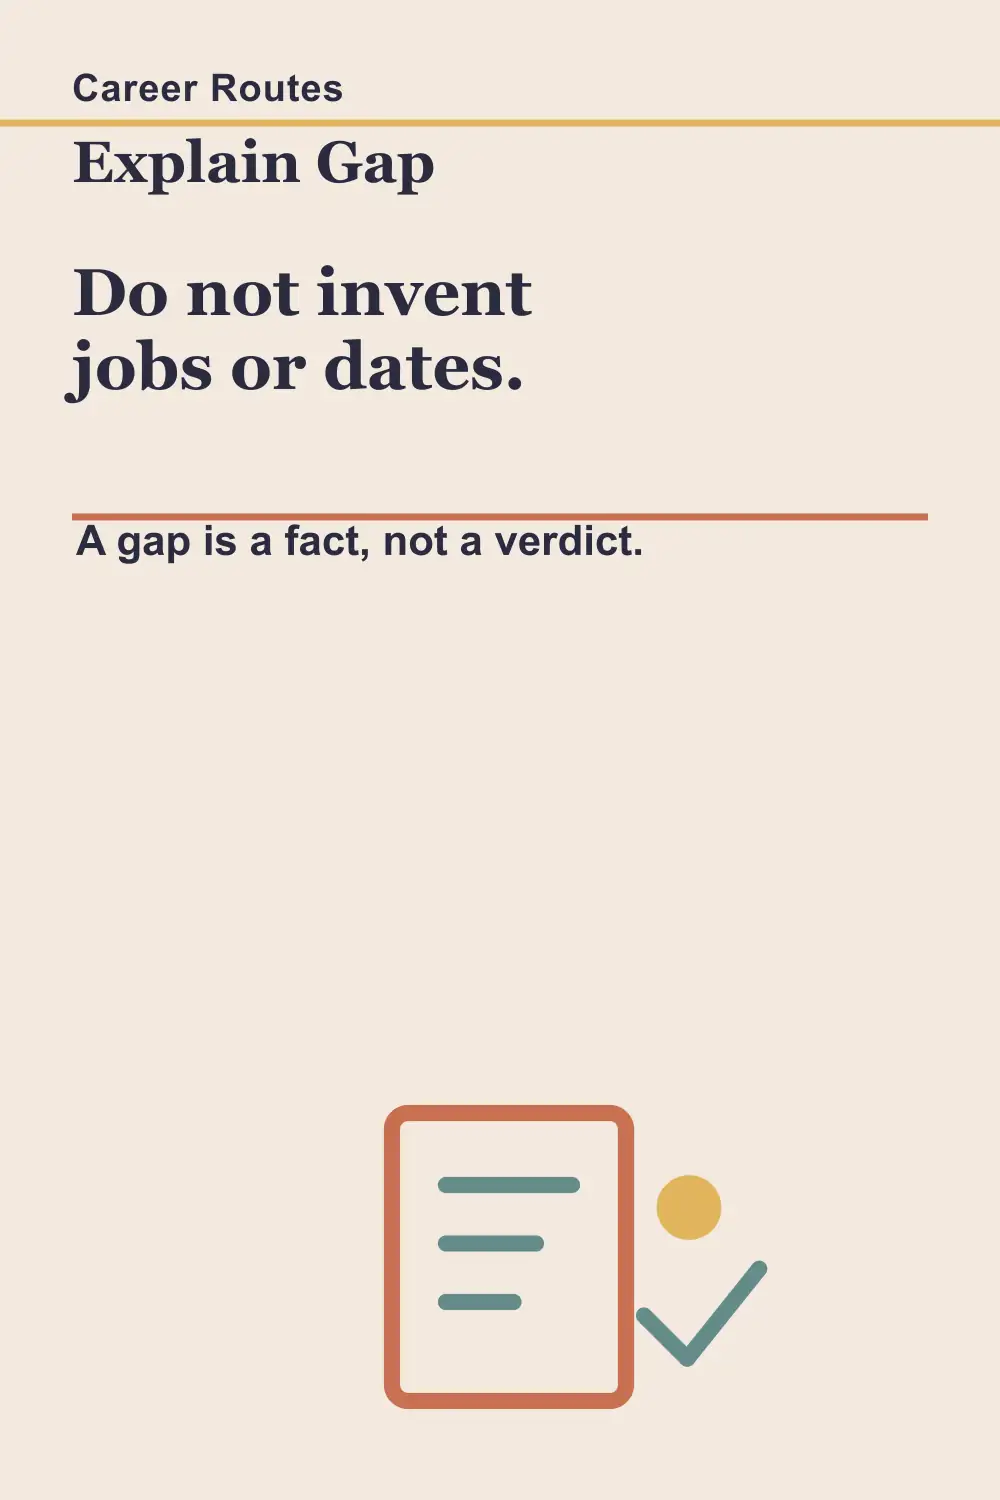 Career Routes
Explain Gap
Do not invent
jobs or dates.
A gap is a fact, not a verdict.